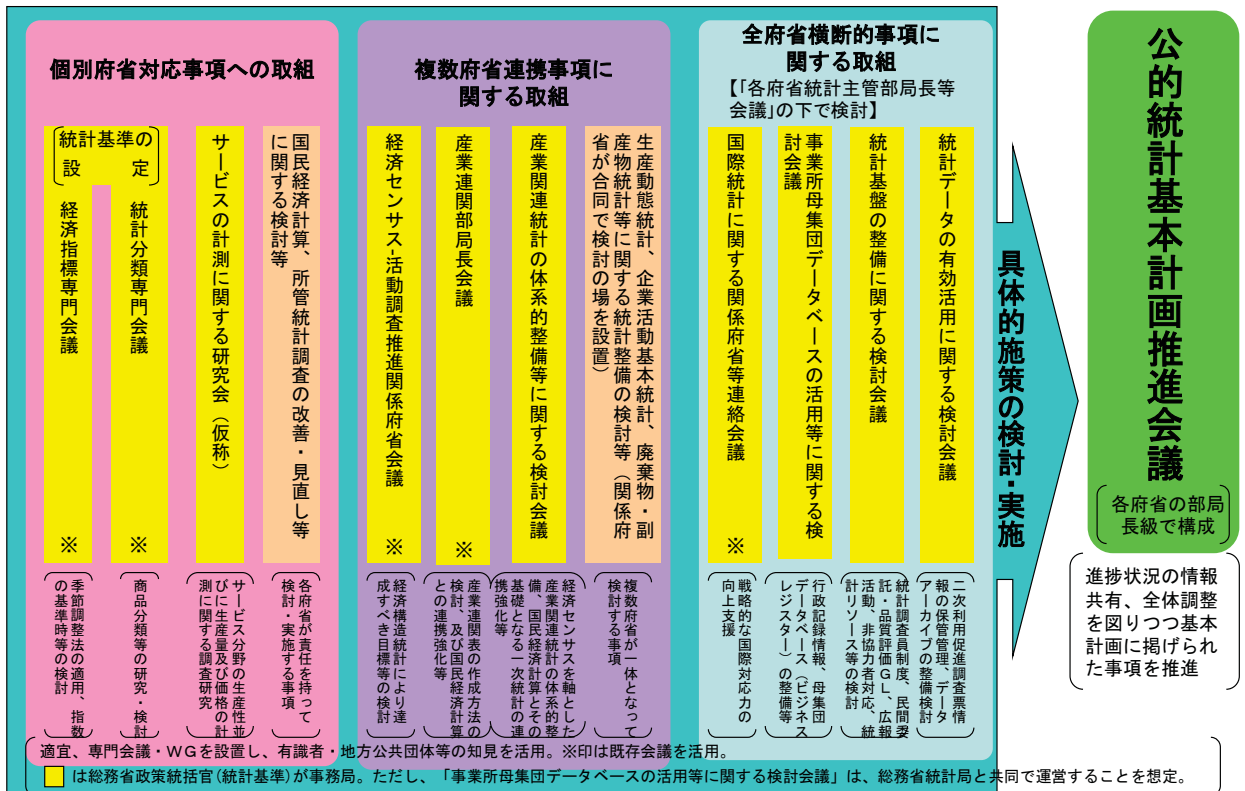 個別府省対応事項への取組
統計基準の
設　定
経済指標専門会議
※
統計分類専門会議
※
サービスの計測に関する研究会（仮称）
国民経済計算、所管統計調査の改善・見直し等
に関する検討等
季節調整法の適用、指数
の基準時等の検討
商品分類等の研究・検討
サービス分野の生産性並
びに生産量及び価格の計
測に関する調査研究
各府省が責任を持って
検討・実施する事項
複数府省連携事項に
関する取組
経済センサス-活動調査推進関係府省会議
※
産業連関部局長会議
※
産業関連統計の体系的整備等に関する検討会議
生産動態統計、企業活動基本統計、廃棄物・副
産物統計等に関する統計整備の検討等（関係府
省が合同で検討の場を設置）
経済構造統計により達
成すべき目標等の検討
産業連関表の作成方法の
検討、及び国民経済計算
との連携強化等
経済センサスを軸とした
産業関連統計の体系的整
備、国民経済計算とその
基礎となる一次統計の連
携強化等
複数府省が一体となって
検討する事項
全府省横断的事項に
関する取組
【「各府省統計主管部局長等
会議」の下で検討】
国際統計に関する関係府省等連絡会議
※
事業所母集団データベースの活用等に関する検
討会議
統計基盤の整備に関する検討会議
統計データの有効活用に関する検討会議
戦略的な国際対応力の
向上支援
行政記録情報、母集団
データベース（ビジネス
レジスター）の整備等
統計調査員制度、民間委
託・品質評価ＧＬ、広報
活動、非協力者対応、統
計リソース等の検討
二次利用促進調査票情
報の保管管理、データ
アーカイブの整備検討
具体的施策の検討・実施
公的統計基本計画推進会議
各府省の部局
長級で構成
進捗状況の情報
共有、全体調整
を図りつつ基本
計画に掲げられ
た事項を推進
適宜、専門会議・ＷＧを設置し、有識者・地方公共団体等の知見を活用。※印は既存会議を活用。
は総務省政策統括官(統計基準)が事務局。ただし、「事業所母集団データベースの活用等に関する検討会議」は、総務省統計局と共同で運営することを想定。